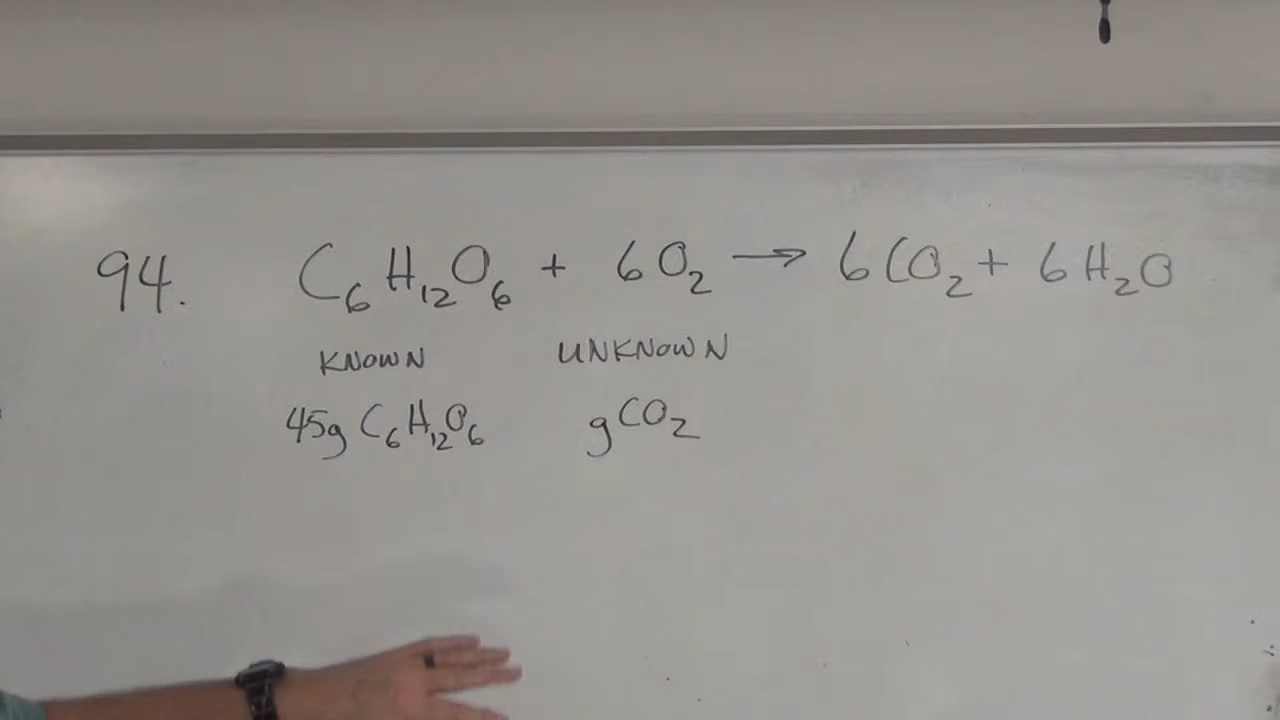 94. C₆H₁₂O₆ + 6O₂ → 6CO₂ + 6H₂O
KNOWN UNKNOWN
45g C₆H₁₂O₆ g CO₂